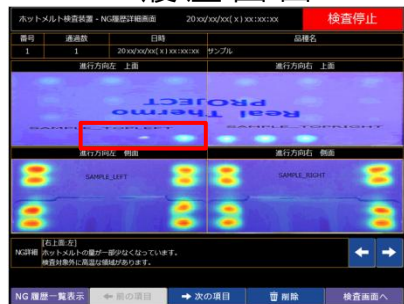 履歴画面
ホットメルト検査装置 - NG履歴詳細画面 20xx/xx/xx( x ) xx:xx:xx 検査停止
番号 通過数 日時 品種名
1 1 20xx/xx/xx( x ) xx:xx:xx サンプル
進行方向左 上面 進行方向右 上面
Real Thermo
PROJECT
SAMPLE_TOPLEFT SAMPLE_TOPRIGHT
進行方向左 側面 進行方向右 側面
SAMPLE_LEFT SAMPLE_RIGHT
NG詳細
[右上面:左]
ホットメルトの量が一部少なくなっています。
検査対象外に高温な領域があります。
NG 履歴一覧表示 前の項目 次の項目 削除 検査画面へ